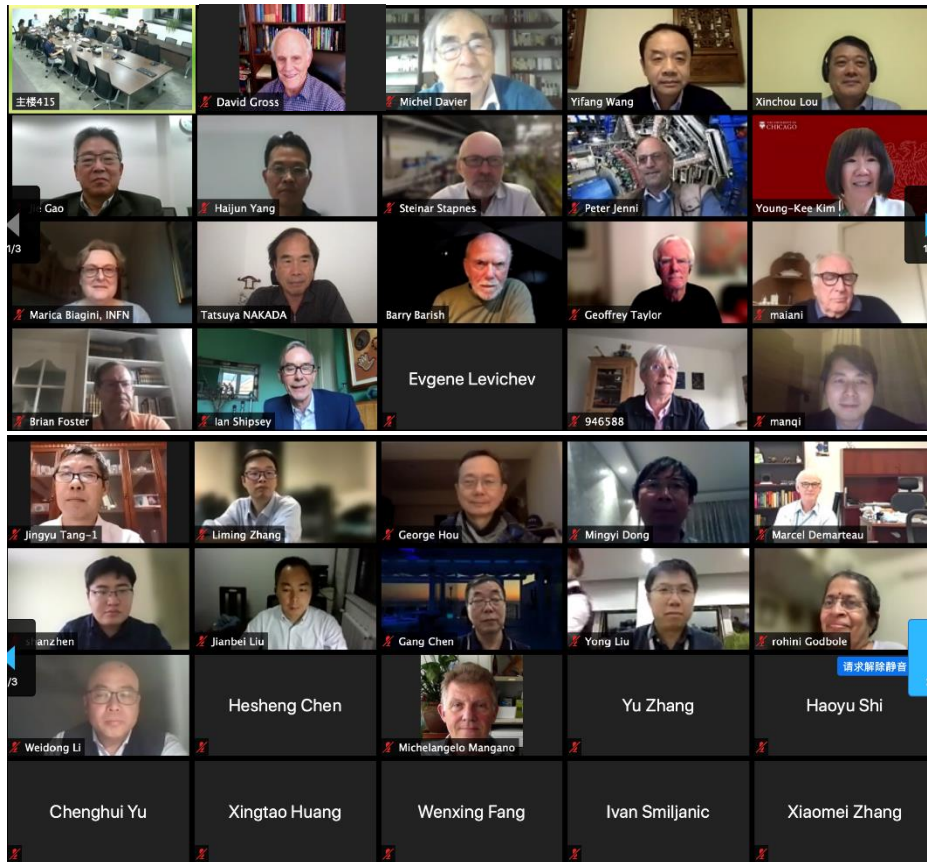 主楼415
David Gross
Michel Davier
Yifang Wang
Xinchou Lou
Gao
Haijun Yang
Steinar Stapnes
Peter Jenni
CHICAGO
Young-Kee Kim
1/3
Marica Biagini, INFN
Tatsuya NAKADA
Barry Barish
Geoffrey Taylor
maiani
Brian Foster
Ian Shipsey
Evgene Levichev
946588
manqi
Jingyu Tang-1
Liming Zhang
George Hou
Mingyi Dong
Marcel Demarteau
shanzhen
Jianbei Liu
Gang Chen
Yong Liu
rohini Godbole
/3
请求解除静音
Weidong Li
Hesheng Chen
Michelangelo Mangano
Yu Zhang
Haoyu Shi
Chenghui Yu
Xingtao Huang
Wenxing Fang
Ivan Smiljanic
Xiaomei Zhang